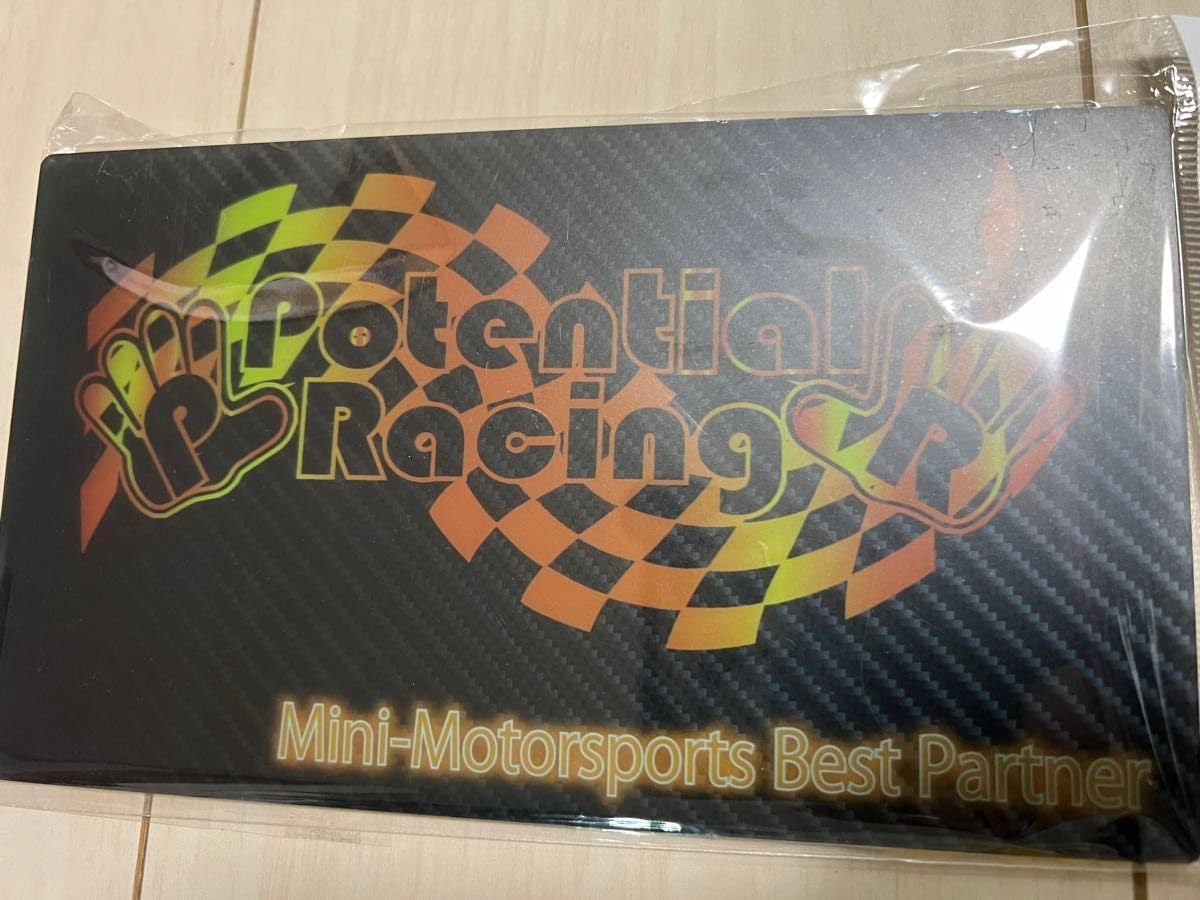 Potential
Racing
P
R
Mini-Motorsports Best Partner